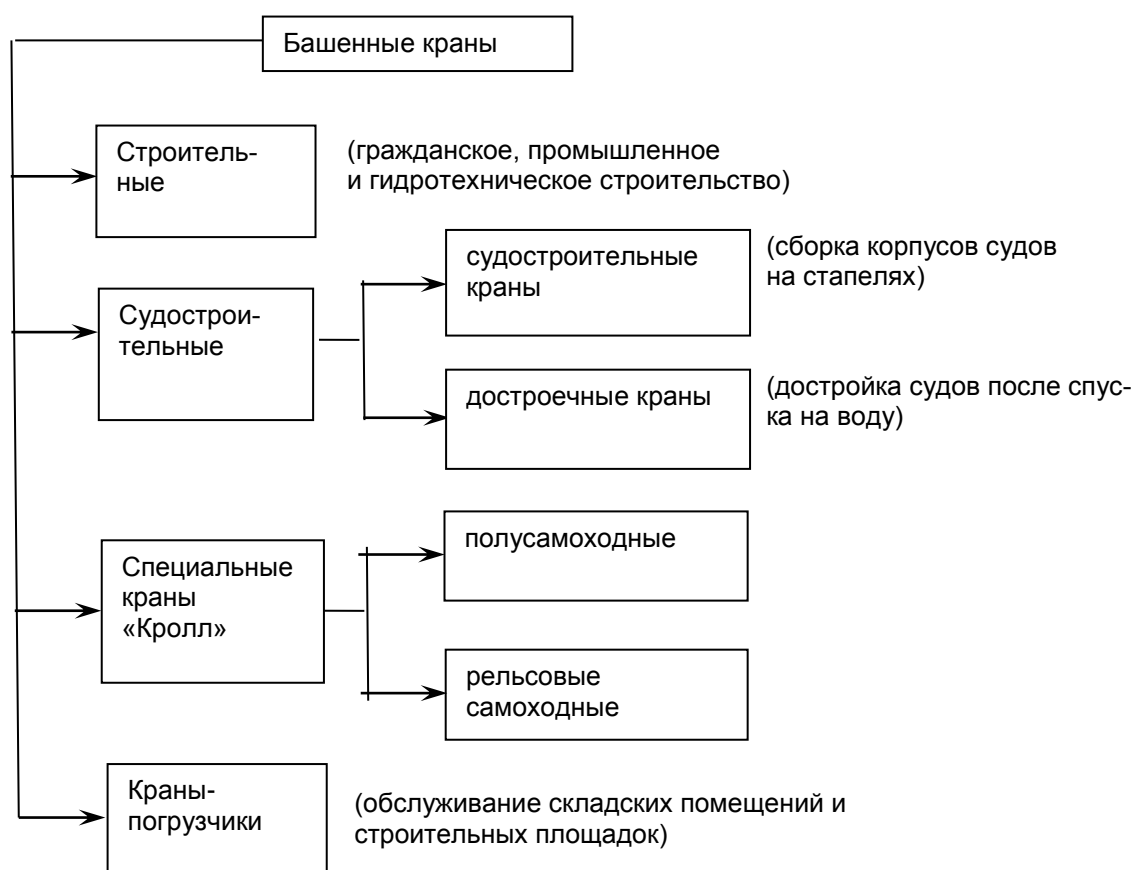 Башенные краны
Строитель-
ные
(гражданское, промышленное
и гидротехническое строительство)
Судострои-
тельные
судостроительные
краны
(сборка корпусов судов
на стапелях)
достроечные краны
(достройка судов после спус-
ка на воду)
Специальные
краны
«Кролл»
полусамоходные
рельсовые
самоходные
Краны-
погрузчики
(обслуживание складских помещений и
строительных площадок)